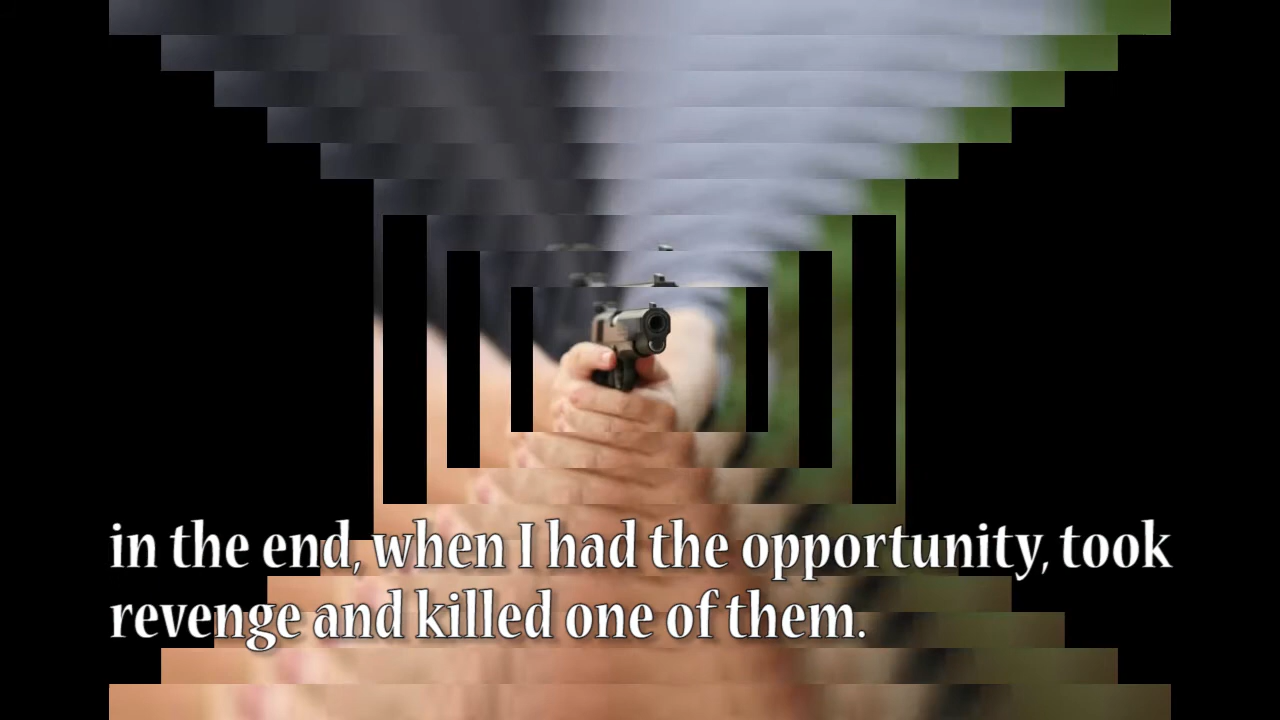 in the end, when I had the opportunity, took
revenge and killed one of them.